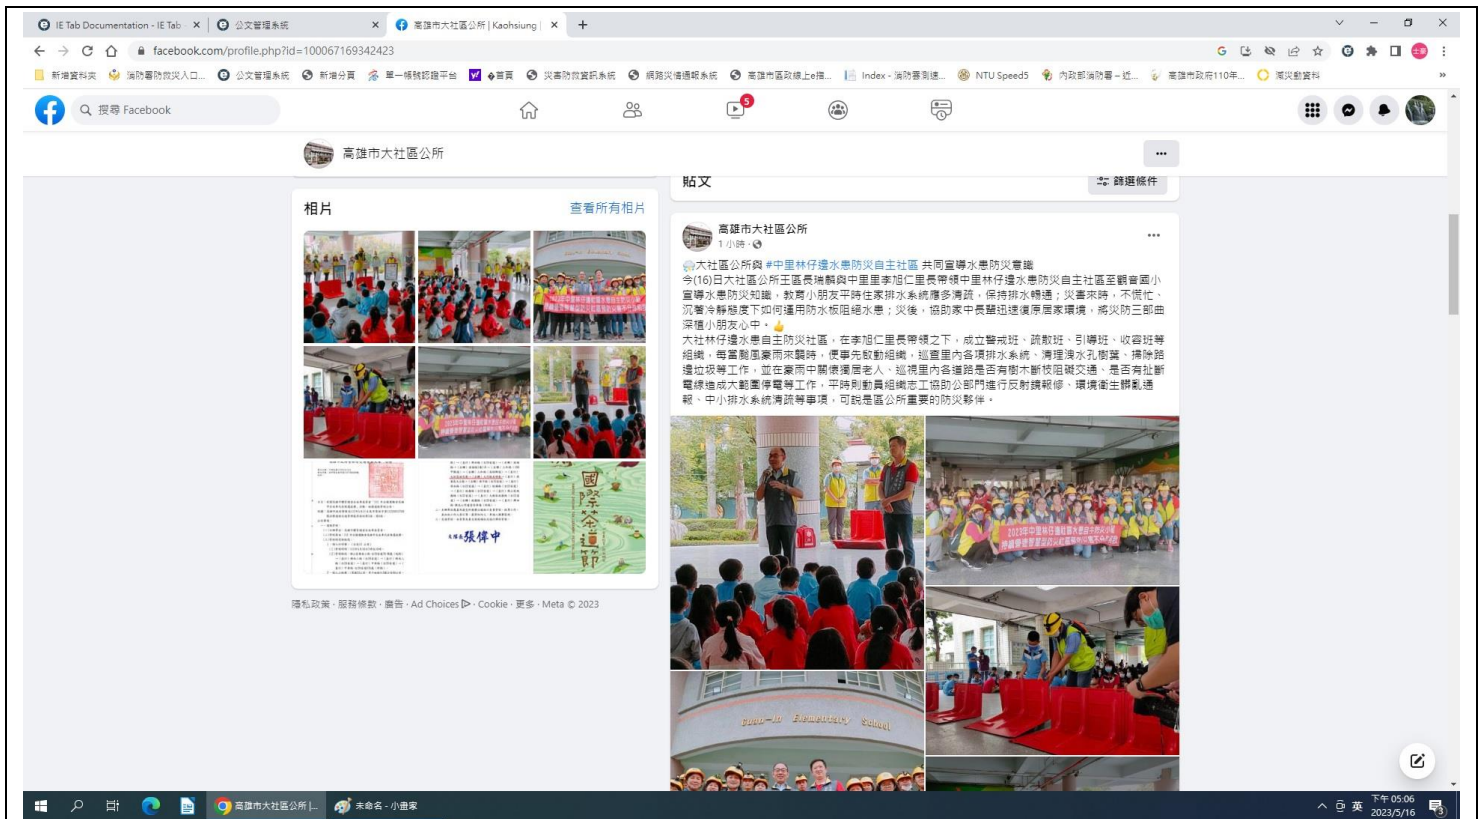 IE Tab Documentation - IE Tab
公文管理系統
高雄市大社區公所 | Kaohsiung |
facebook.com/profile.php?id=100067169342423
新增資料夾
消防署防救災入口...
公文管理系統
新增分頁
單一帳號認證平台
�首頁
災害防救資訊系統
網路災情通報系統
高雄市區政線上e指...
Index - 消防署測速...
NTU Speed5
內政部消防署 – 近...
高雄市政府110年...
減災動資料
搜尋 Facebook
5
高雄市大社區公所
相片
查看所有相片
國際茶道節
張偉中
隱私政策 · 服務條款 · 廣告 · Ad Choices · Cookie · 更多 · Meta © 2023
貼文
篩選條件
高雄市大社區公所
1 小時
大社區公所與 #中里林仔邊水患防災自主社區 共同宣導水患防災意識
今(16)日大社區公所王區長瑞麟與中里里李旭仁里長帶領中里林仔邊水患防災自主社區至觀音國小
宣導水患防災知識，教育小朋友平時住家排水系統應多清疏，保持排水暢通；災害來時，不慌忙、
沉著冷靜態度下如何運用防水板阻絕水患；災後，協助家中長輩迅速復原居家環境，將災防三部曲
深植小朋友心中。👍
大社林仔邊水患自主防災社區，在李旭仁里長帶領之下，成立警戒班、疏散班、引導班、收容班等
組織，每當颱風豪雨來襲時，便事先啟動組織，巡查里內各項排水系統、清理洩水孔樹葉、掃除路
邊垃圾等工作，並在豪雨中關懷獨居老人、巡視里內各道路是否有樹木斷枝阻礙交通、是否有扯斷
電線造成大範圍停電等工作，平時則動員組織志工協助公部門進行反射鏡報修、環境衛生髒亂通
報、中小排水系統清疏等事項，可說是區公所重要的防災夥伴。
Guan-In Elementary School
高雄市大社區公所 |...
未命名 - 小畫家
英
下午 05:06
2023/5/16
3